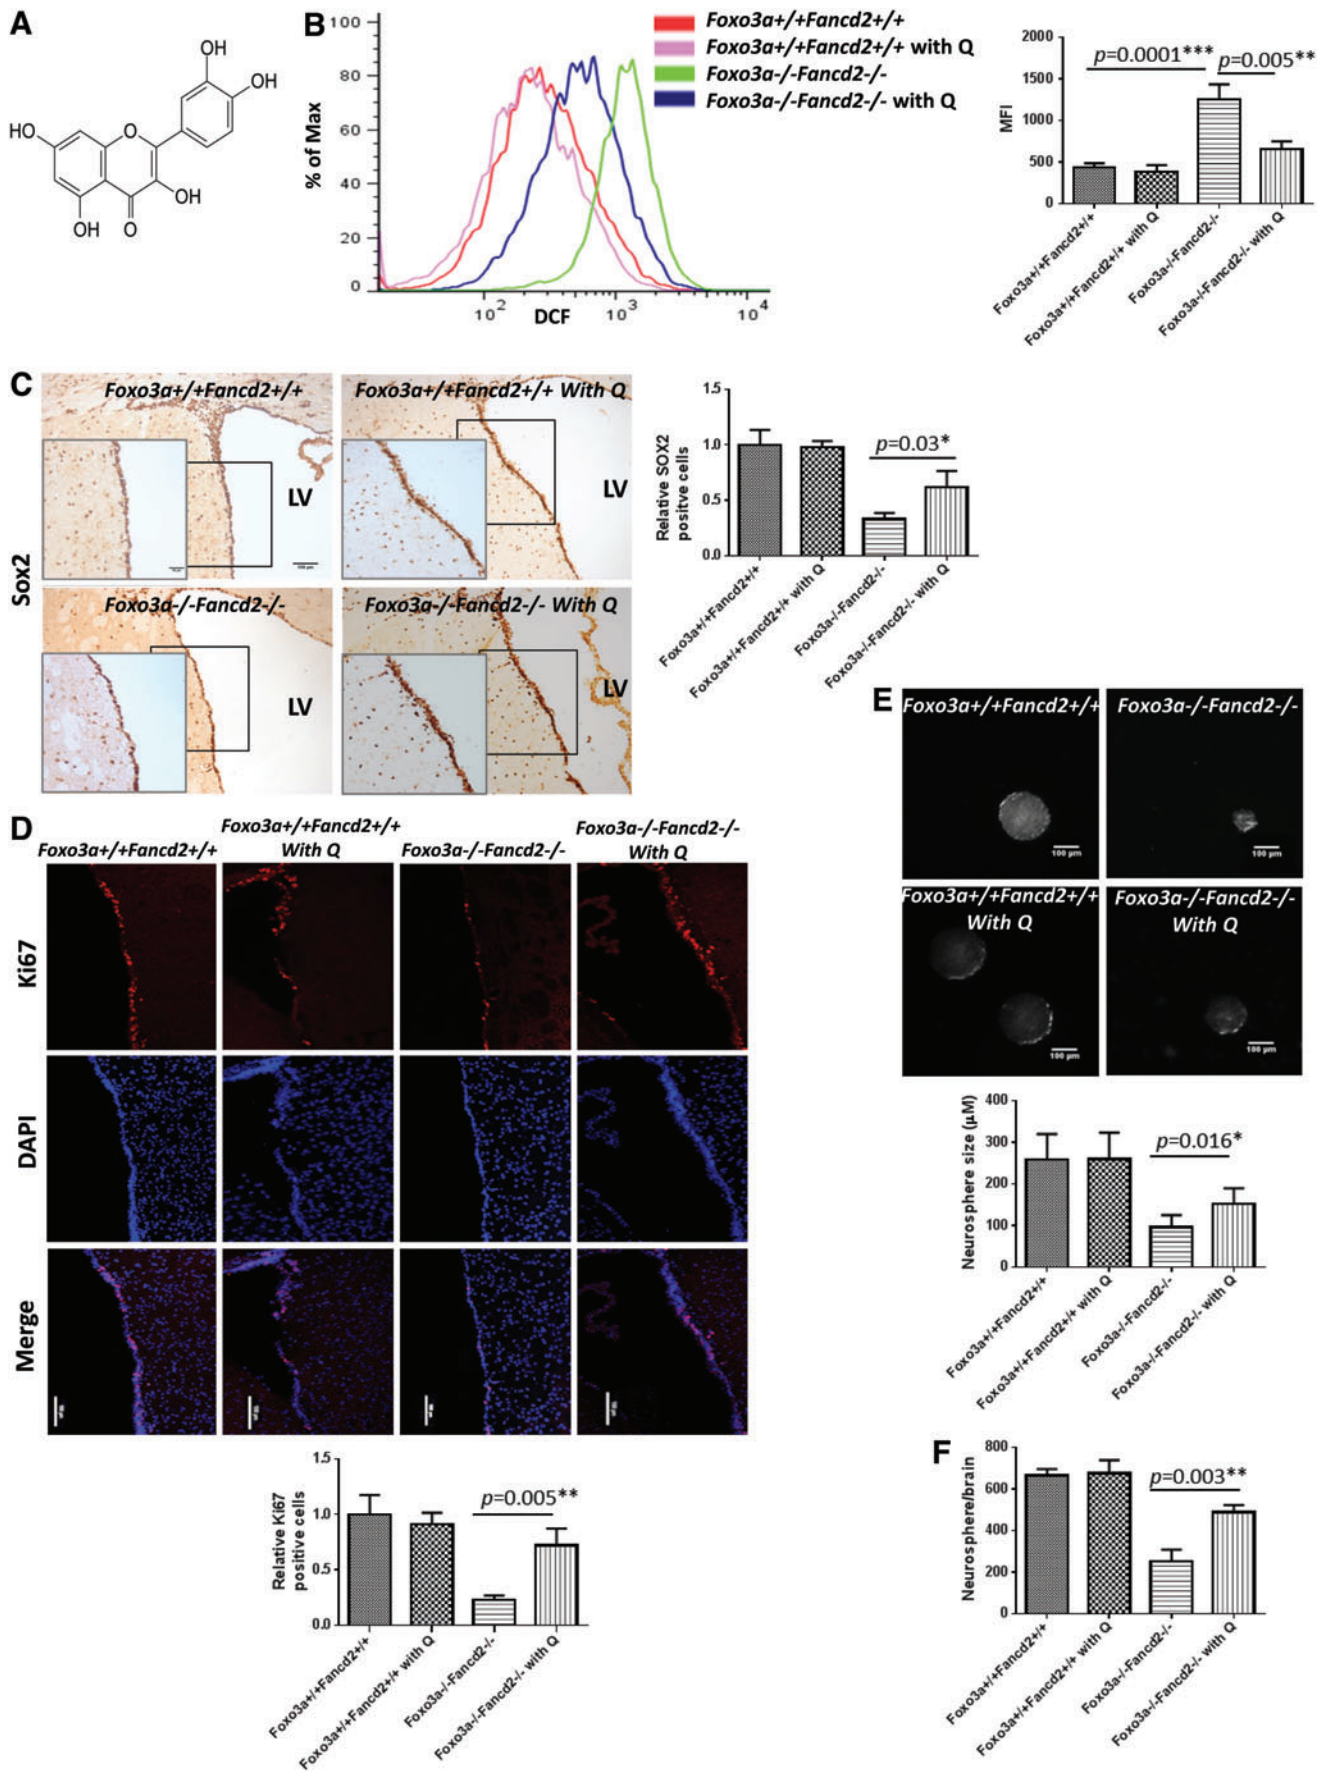 A
OH
OH
HO
O
OH
OH
O
B
% of Max
100
80
60
40
20
0
10^2
10^3
10^4
DCF
Foxo3a+/+Fancd2+/+
Foxo3a+/+Fancd2+/+ with Q
Foxo3a-/-Fancd2-/-
Foxo3a-/-Fancd2-/- with Q
MFI
2000
1500
1000
500
0
p=0.0001***
p=0.005**
Foxo3a+/+Fancd2+/+
Foxo3a+/+Fancd2+/+ with Q
Foxo3a-/-Fancd2-/-
Foxo3a-/-Fancd2-/- with Q
C
Sox2
Foxo3a+/+Fancd2+/+
LV
100 μm
Foxo3a+/+Fancd2+/+ With Q
LV
Foxo3a-/-Fancd2-/-
LV
Foxo3a-/-Fancd2-/- With Q
LV
Relative SOX2
positve cells
1.5
1.0
0.5
0.0
p=0.03*
Foxo3a+/+Fancd2+/+
Foxo3a+/+Fancd2+/+ with Q
Foxo3a-/-Fancd2-/-
Foxo3a-/-Fancd2-/- with Q
D
Foxo3a+/+Fancd2+/+
Foxo3a+/+Fancd2+/+
With Q
Foxo3a-/-Fancd2-/-
Foxo3a-/-Fancd2-/-
With Q
Ki67
DAPI
Merge
Relative Ki67
positive cells
1.5
1.0
0.5
0.0
p=0.005**
Foxo3a+/+Fancd2+/+
Foxo3a+/+Fancd2+/+ with Q
Foxo3a-/-Fancd2-/-
Foxo3a-/-Fancd2-/- with Q
E
Foxo3a+/+Fancd2+/+
100 μm
Foxo3a-/-Fancd2-/-
100 μm
Foxo3a+/+Fancd2+/+
With Q
100 μm
Foxo3a-/-Fancd2-/-
With Q
100 μm
Neurosphere size (μM)
400
300
200
100
0
p=0.016*
Foxo3a+/+Fancd2+/+
Foxo3a+/+Fancd2+/+ with Q
Foxo3a-/-Fancd2-/-
Foxo3a-/-Fancd2-/- with Q
F
Neurosphere/brain
800
600
400
200
0
p=0.003**
Foxo3a+/+Fancd2+/+
Foxo3a+/+Fancd2+/+ with Q
Foxo3a-/-Fancd2-/-
Foxo3a-/-Fancd2-/- with Q